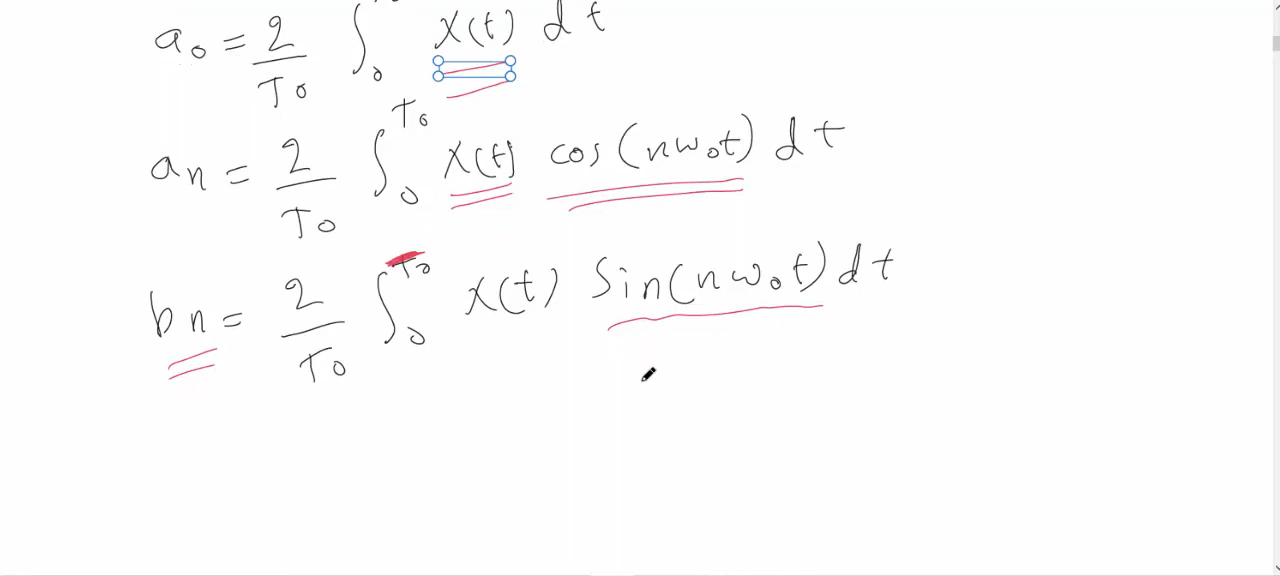 a₀ = 2/T₀ ∫₀ x(t) dt
aₙ = 2/T₀ ∫₀^T₀ x(t) cos(nω₀t) dt
bₙ = 2/T₀ ∫₀^T₀ x(t) Sin(nω₀t) dt